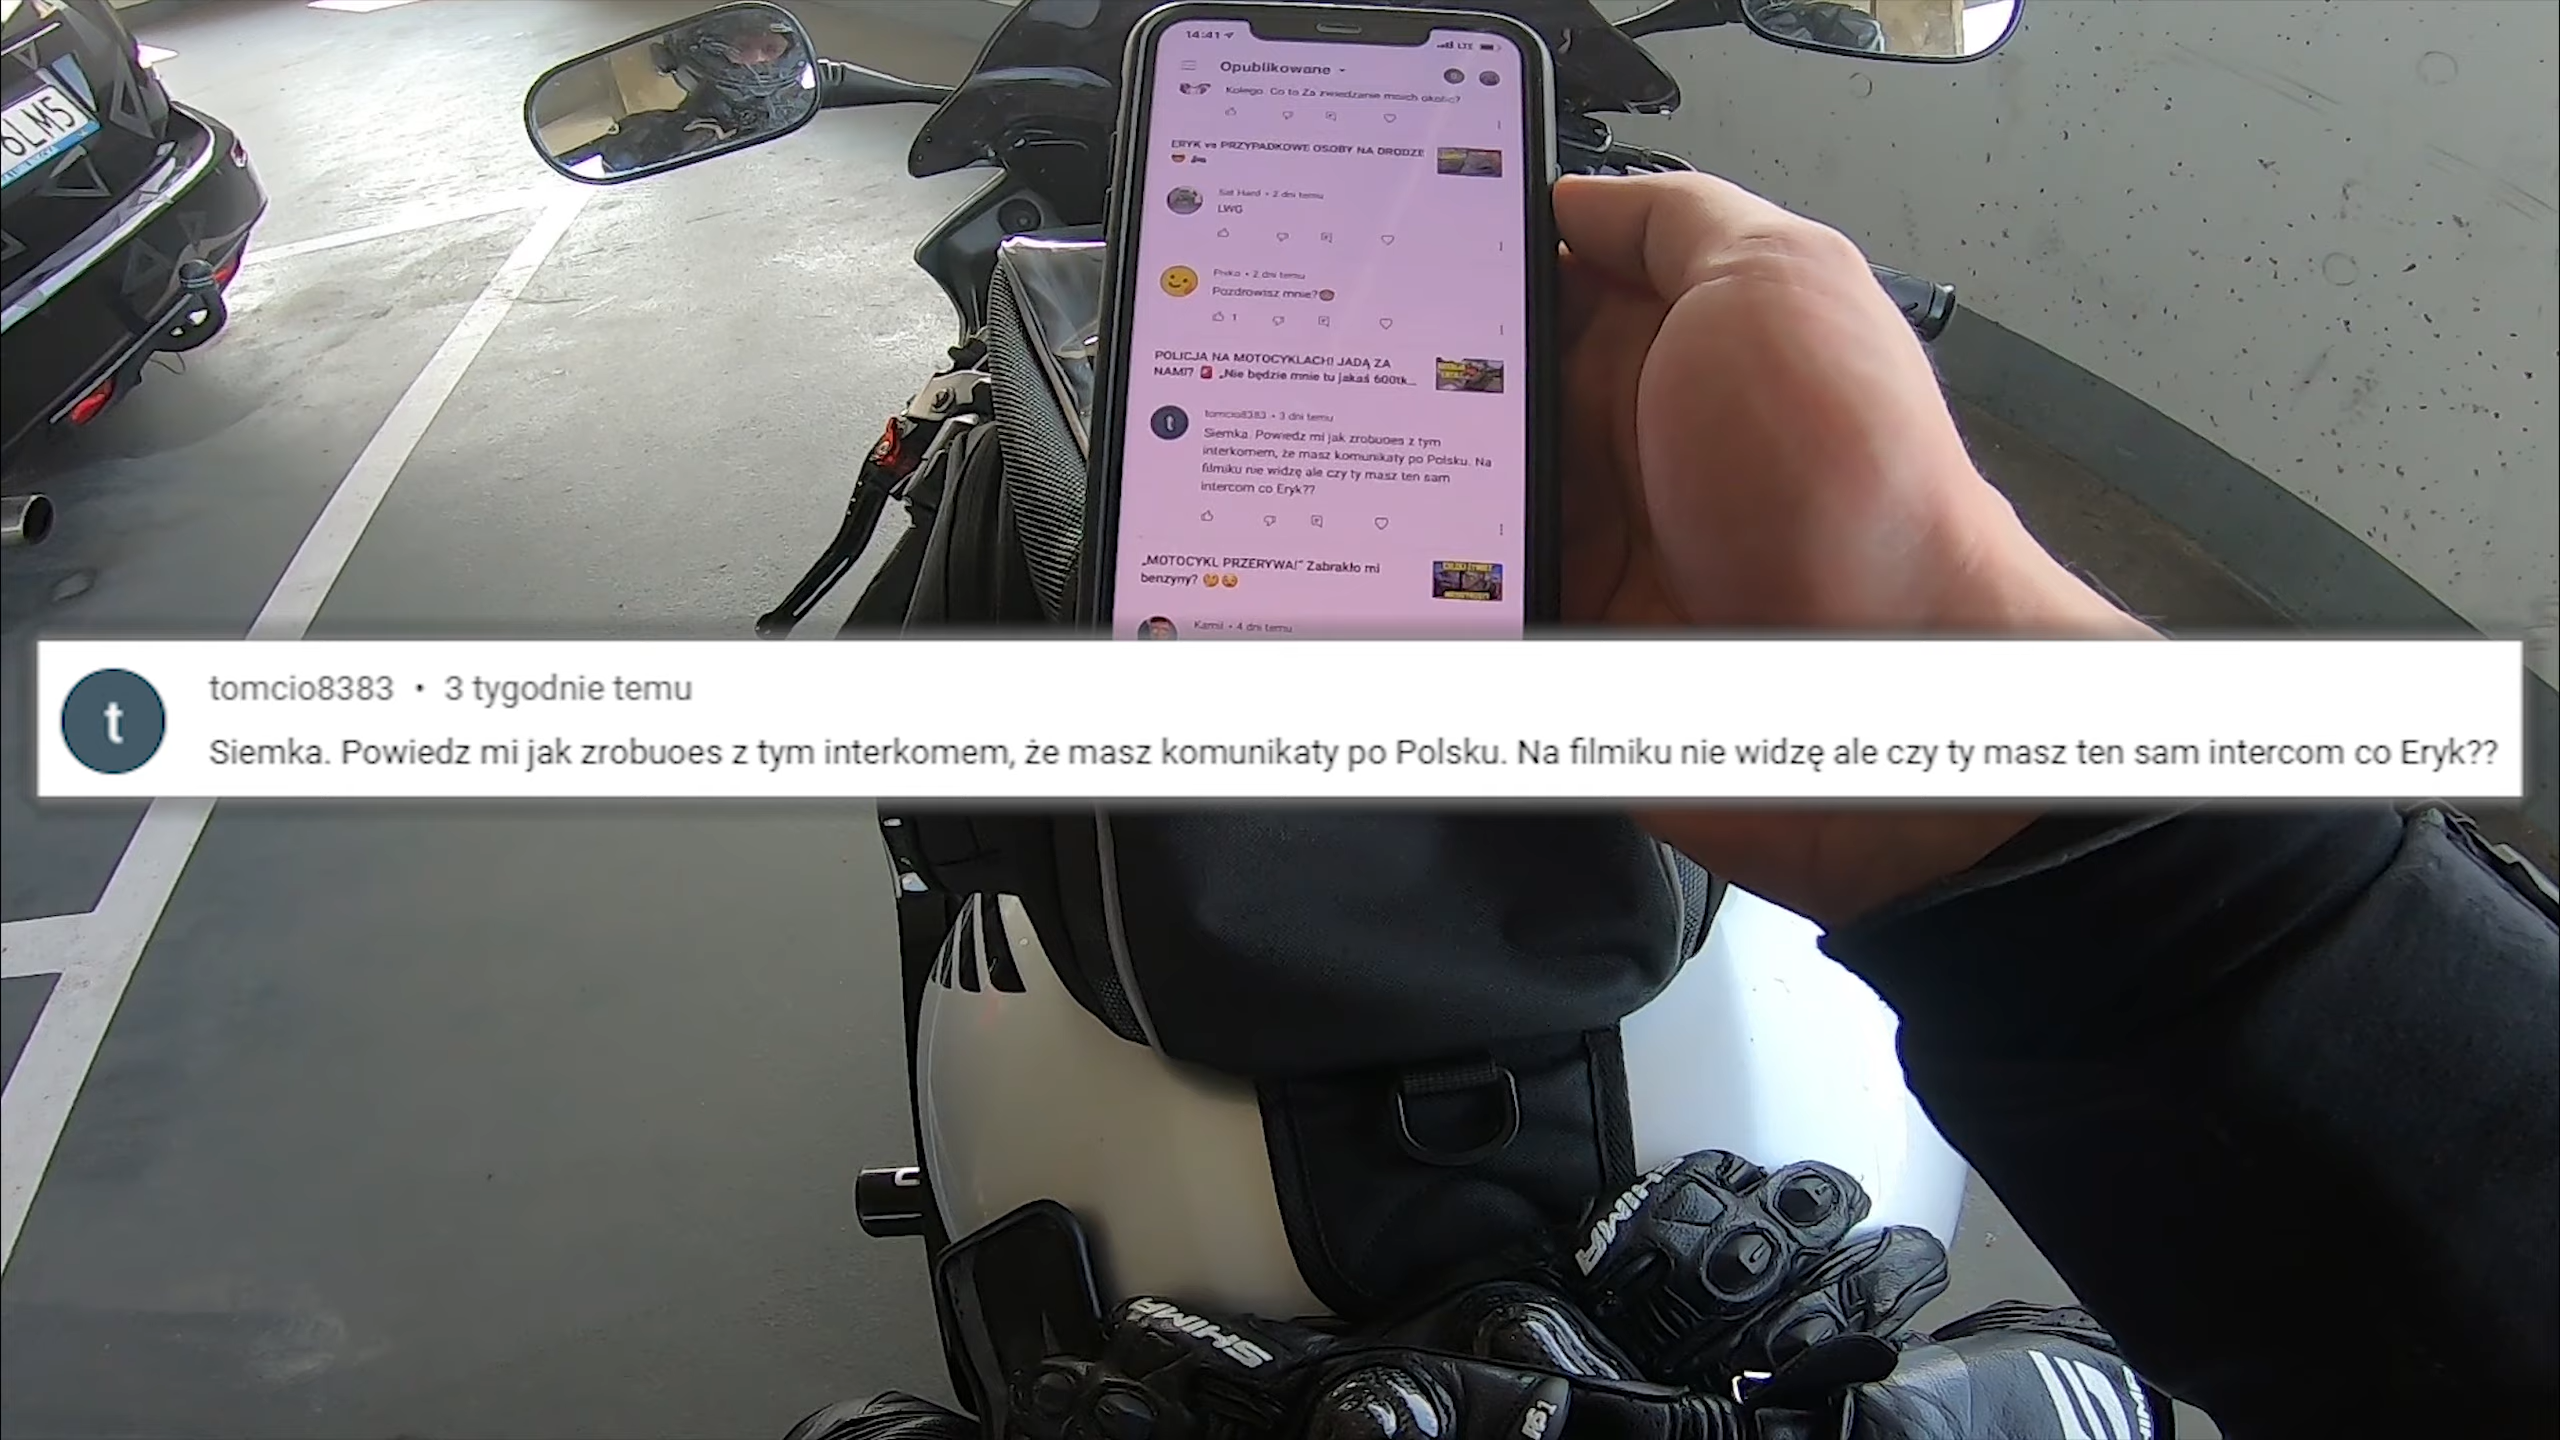 14:41
LTE
Opublikowane
Kolego. Co to Za zwiedzanie moich okolic?
ERYK vs PRZYPADKOWE OSOBY NA DRODZE
Sat Hard • 2 dni temu
LWG
• 2 dni temu
Pozdrowisz mnie?
1
POLICJA NA MOTOCYKLACH! JADĄ ZA
NAMI? 🚨 „Nie będzie mnie tu jakaś 600tk...
t
tomcio8383 • 3 dni temu
Siemka. Powiedz mi jak zrobuoes z tym
interkomem, że masz komunikaty po Polsku. Na
filmiku nie widzę ale czy ty masz ten sam
intercom co Eryk??
„MOTOCYKL PRZERYWA!" Zabrakło mi
benzyny?
Kamil • 4 dni temu
t
tomcio8383 • 3 tygodnie temu
Siemka. Powiedz mi jak zrobuoes z tym interkomem, że masz komunikaty po Polsku. Na filmiku nie widzę ale czy ty masz ten sam intercom co Eryk??
SHIMA
SHIMA